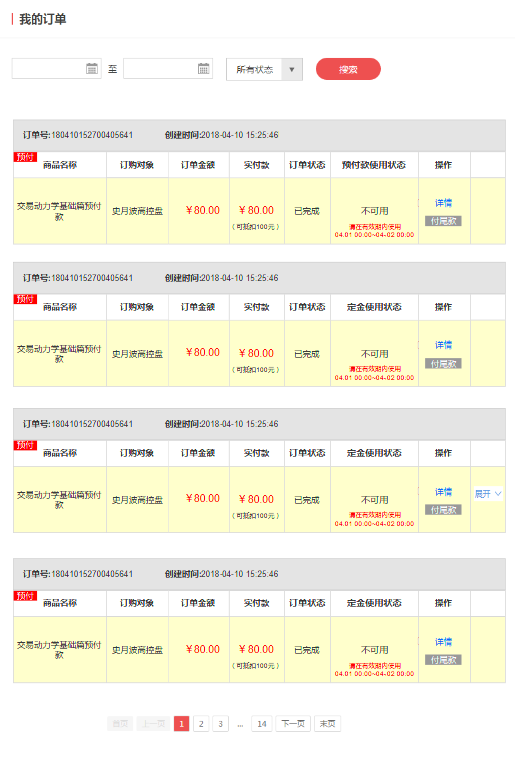 我的订单
至 所有状态 搜索
订单号:180410152700405641 创建时间:2018-04-10 15:25:46
预付
商品名称 订购对象 订单金额 实付款 订单状态 预付款使用状态 操作
交易动力学基础篇预付款 史月波高控盘 ￥80.00 ￥80.00 已完成 不可用 详情
（可抵扣100元） 请在有效期内使用 付尾款
04.01 00:00~04-02 00:00
订单号:180410152700405641 创建时间:2018-04-10 15:25:46
预付
商品名称 订购对象 订单金额 实付款 订单状态 定金使用状态 操作
交易动力学基础篇预付款 史月波高控盘 ￥80.00 ￥80.00 已完成 不可用 详情
（可抵扣100元） 请在有效期内使用 付尾款
04.01 00:00~04-02 00:00
订单号:180410152700405641 创建时间:2018-04-10 15:25:46
预付
商品名称 订购对象 订单金额 实付款 订单状态 定金使用状态 操作
交易动力学基础篇预付款 史月波高控盘 ￥80.00 ￥80.00 已完成 不可用 详情 展开
（可抵扣100元） 请在有效期内使用 付尾款
04.01 00:00~04-02 00:00
订单号:180410152700405641 创建时间:2018-04-10 15:25:46
预付
商品名称 订购对象 订单金额 实付款 订单状态 定金使用状态 操作
交易动力学基础篇预付款 史月波高控盘 ￥80.00 ￥80.00 已完成 不可用 详情
（可抵扣100元） 请在有效期内使用 付尾款
04.01 00:00~04-02 00:00
首页 上一页 1 2 3 ... 14 下一页 末页